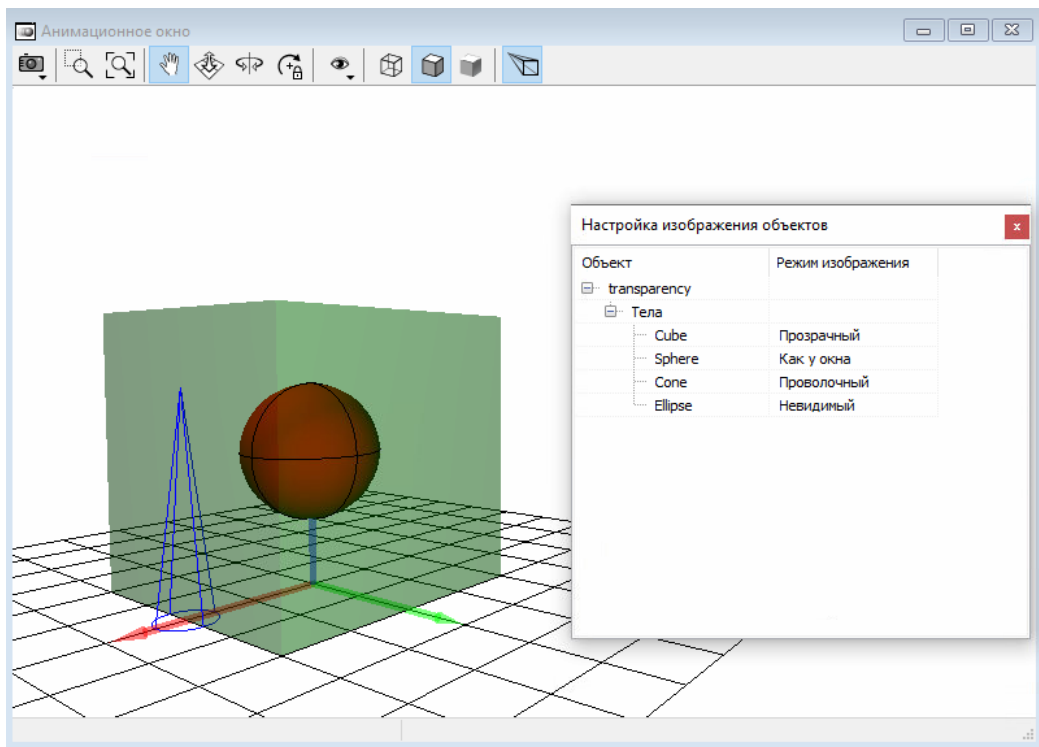 Анимационное окно
Настройка изображения объектов
Объект Режим изображения
transparency
Тела
Cube Прозрачный
Sphere Как у окна
Cone Проволочный
Ellipse Невидимый